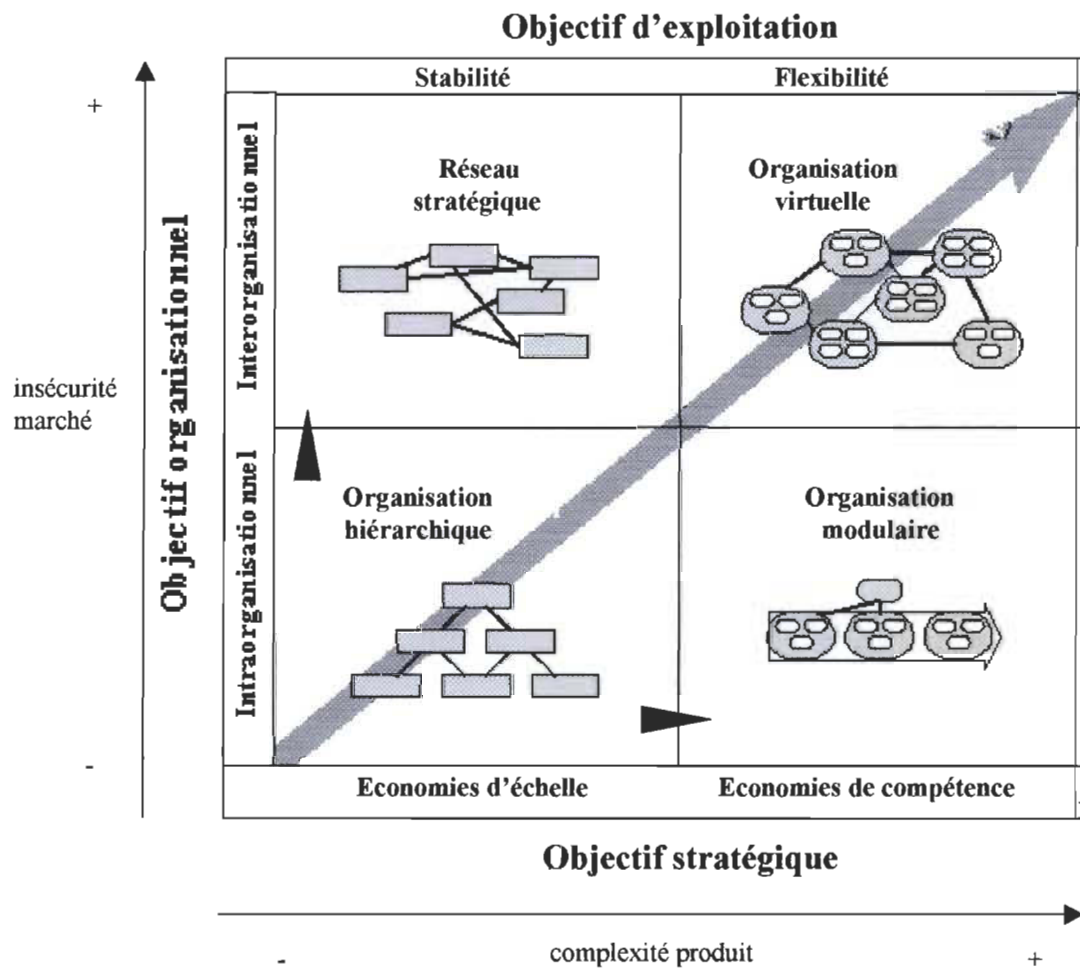 Objectif d'exploitation
Stabilité
Flexibilité
+
Interorganisationnel
Réseau
stratégique
Organisation
virtuelle
Objectif organisationnel
insécurité
marché
Intraorganisationnel
Organisation
hiérarchique
Organisation
modulaire
-
Economies d'échelle
Economies de compétence
Objectif stratégique
-
complexité produit
+